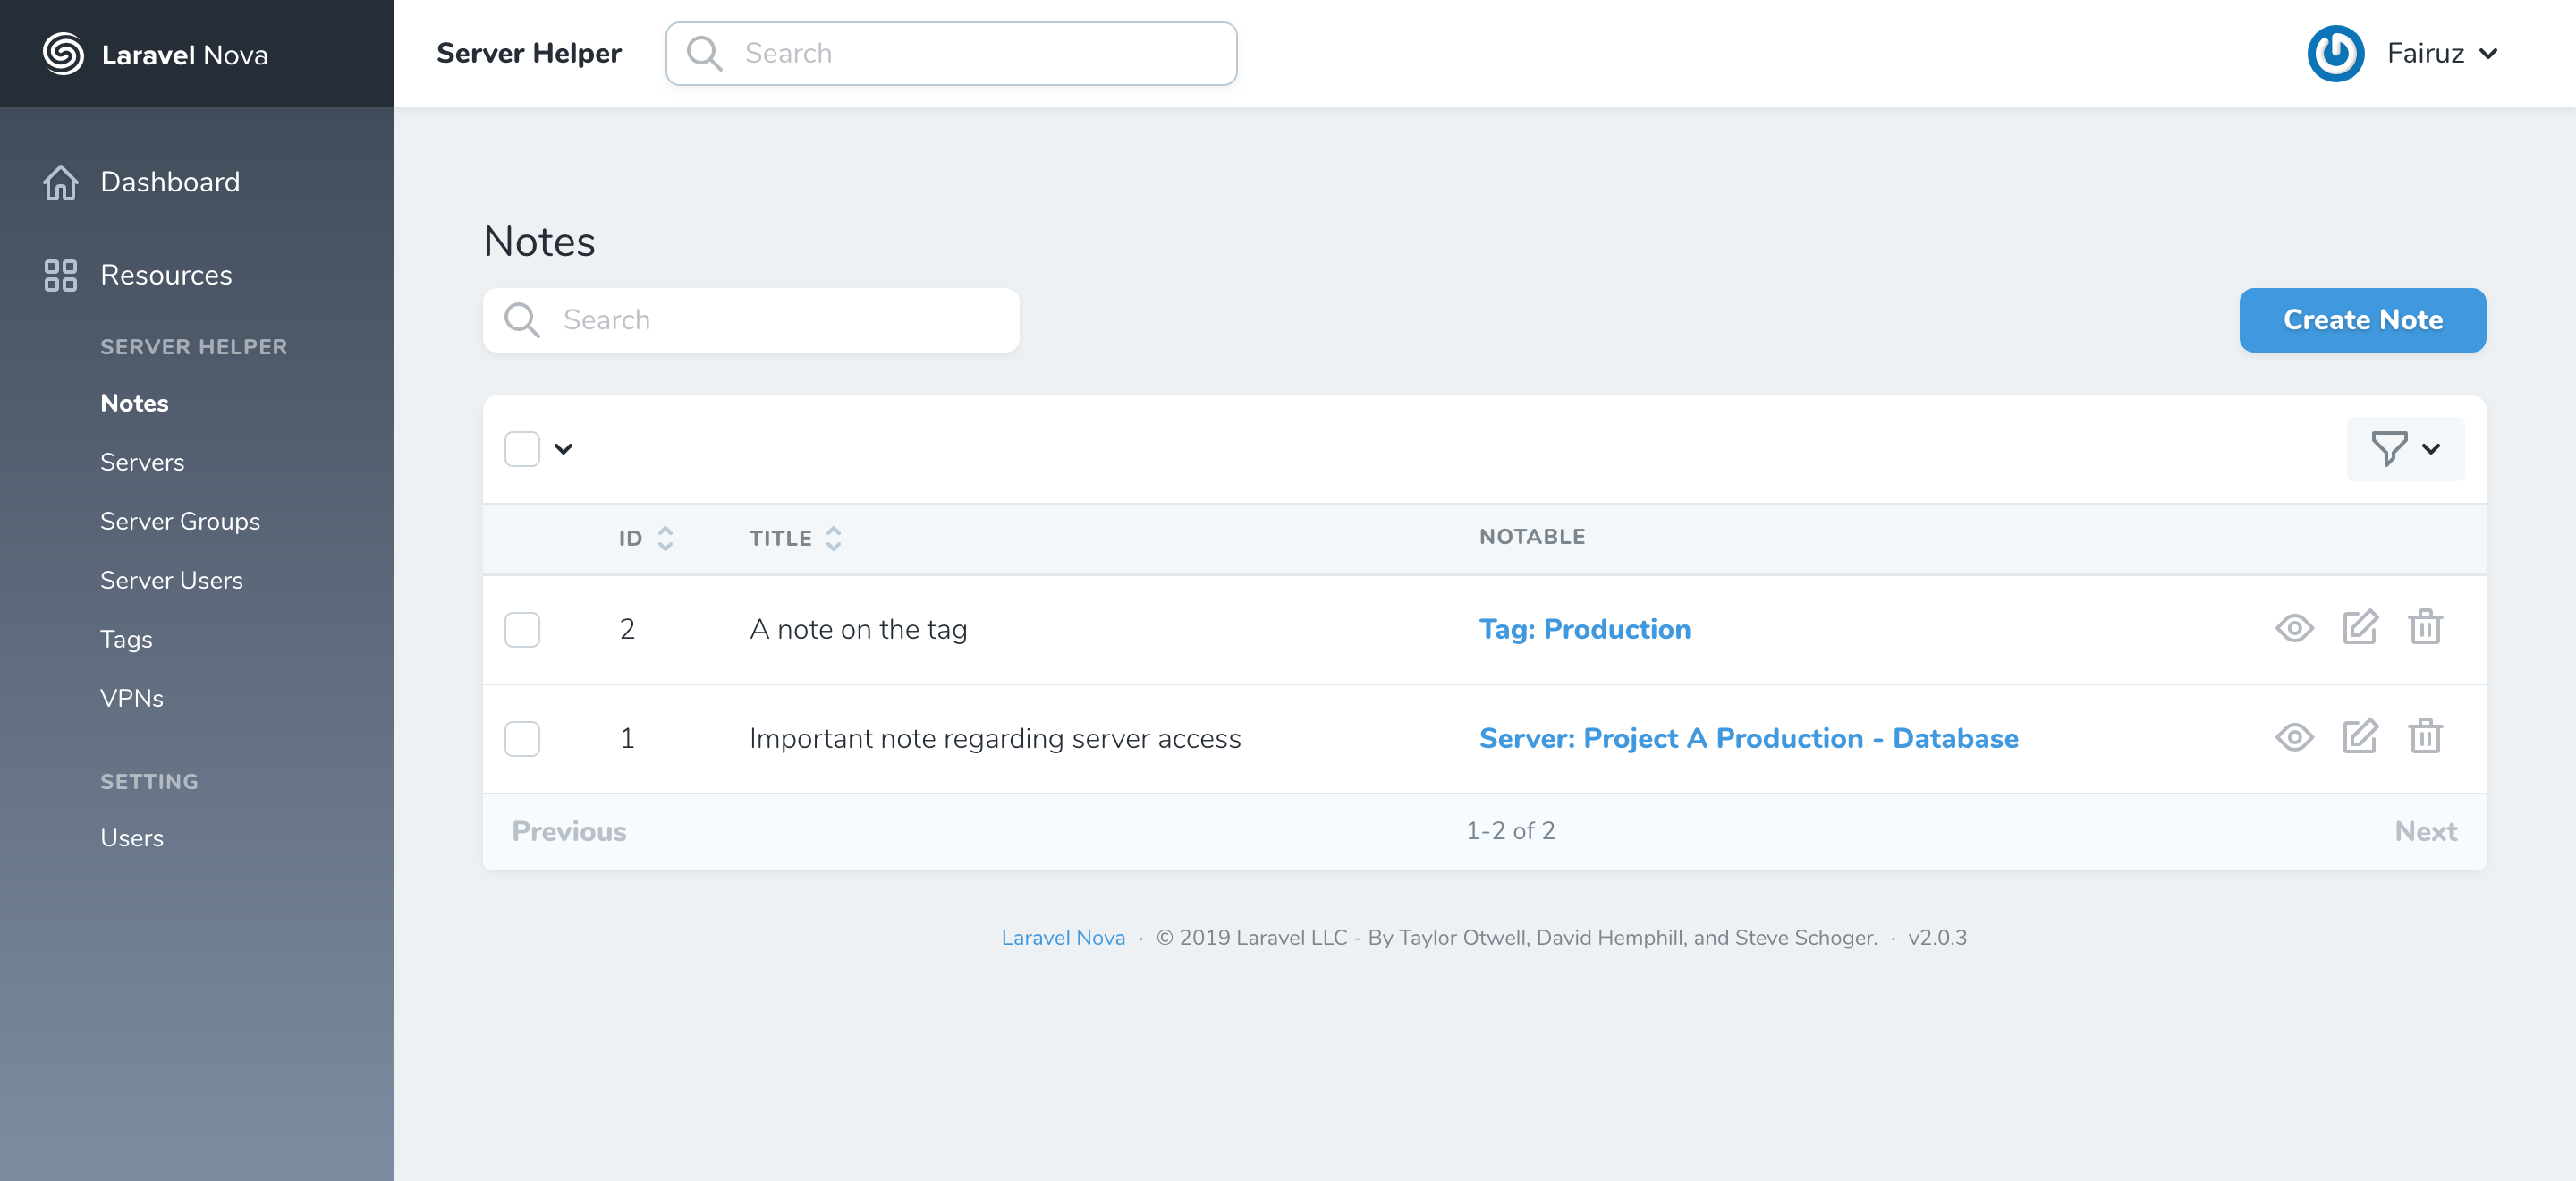 Laravel Nova
Server Helper
Search
Fairuz
Dashboard
Resources
SERVER HELPER
Notes
Servers
Server Groups
Server Users
Tags
VPNs
SETTING
Users
Notes
Search
Create Note
ID TITLE NOTABLE
2 A note on the tag Tag: Production
1 Important note regarding server access Server: Project A Production - Database
Previous 1-2 of 2 Next
Laravel Nova · © 2019 Laravel LLC - By Taylor Otwell, David Hemphill, and Steve Schoger. · v2.0.3